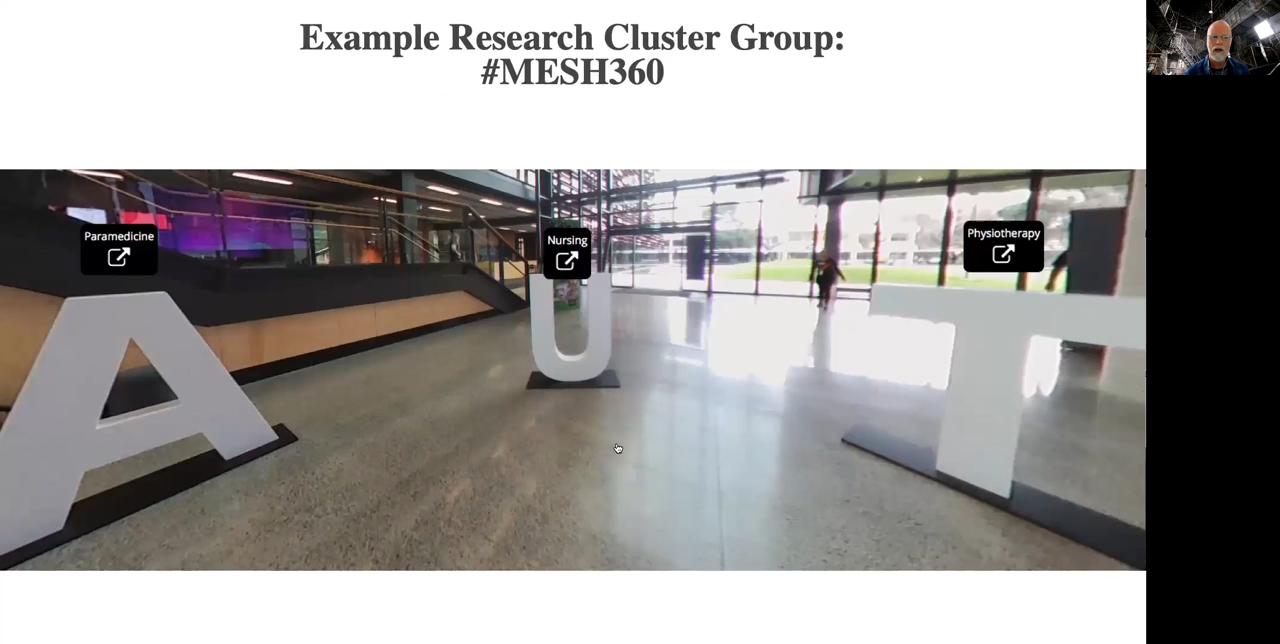 Example Research Cluster Group:
#MESH360
Paramedicine
Nursing
Physiotherapy
A U T